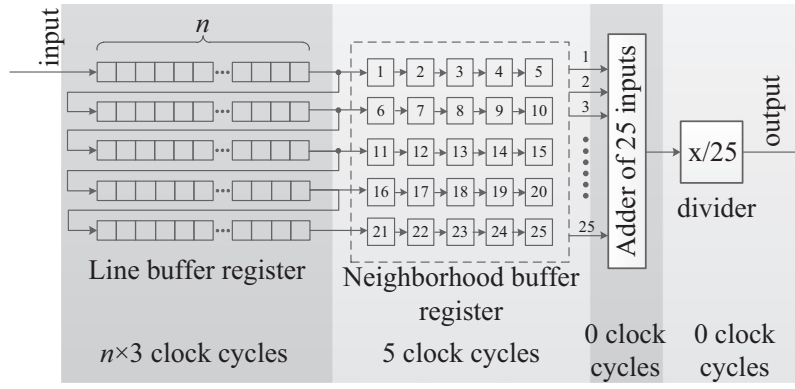 input
n
1 2 3 4 5
6 7 8 9 10
11 12 13 14 15
16 17 18 19 20
21 22 23 24 25
1
2
3
25
Adder of 25 inputs
x/25
divider
output
Line buffer register
Neighborhood buffer
register
n×3 clock cycles
5 clock cycles
0 clock
cycles
0 clock
cycles